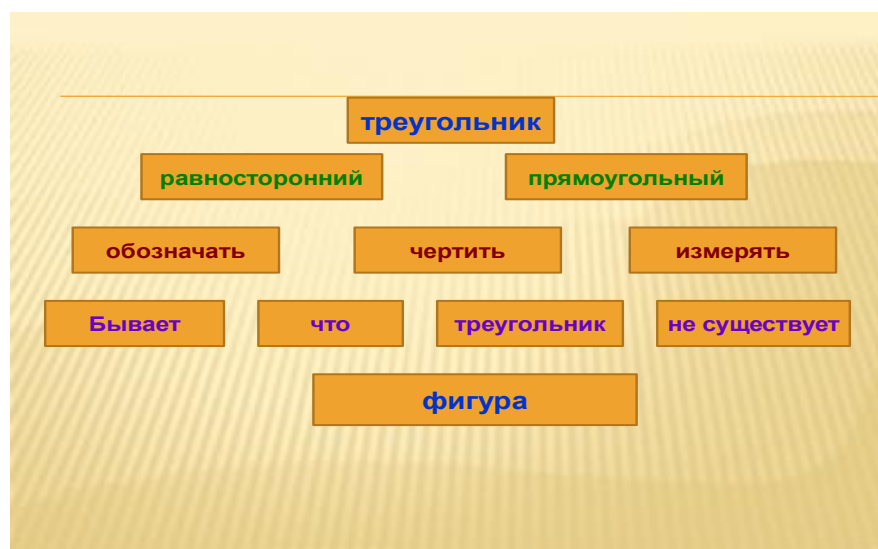 треугольник
равносторонний прямоугольный
обозначать чертить измерять
Бывает что треугольник не существует
фигура